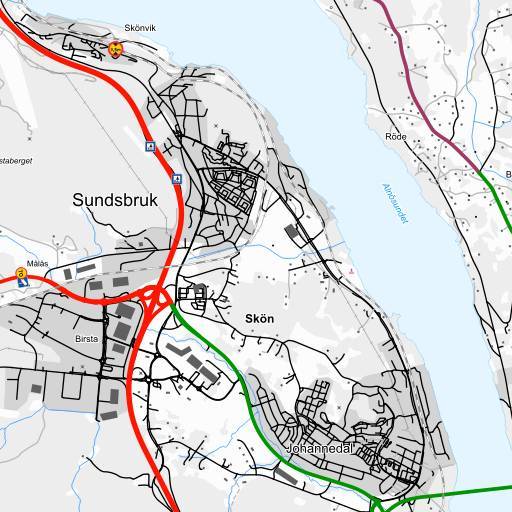 Skönvik
Röde
staberget
B
Sundsbruk
Alnösundet
Målås
Skön
Birsta
Johannedal